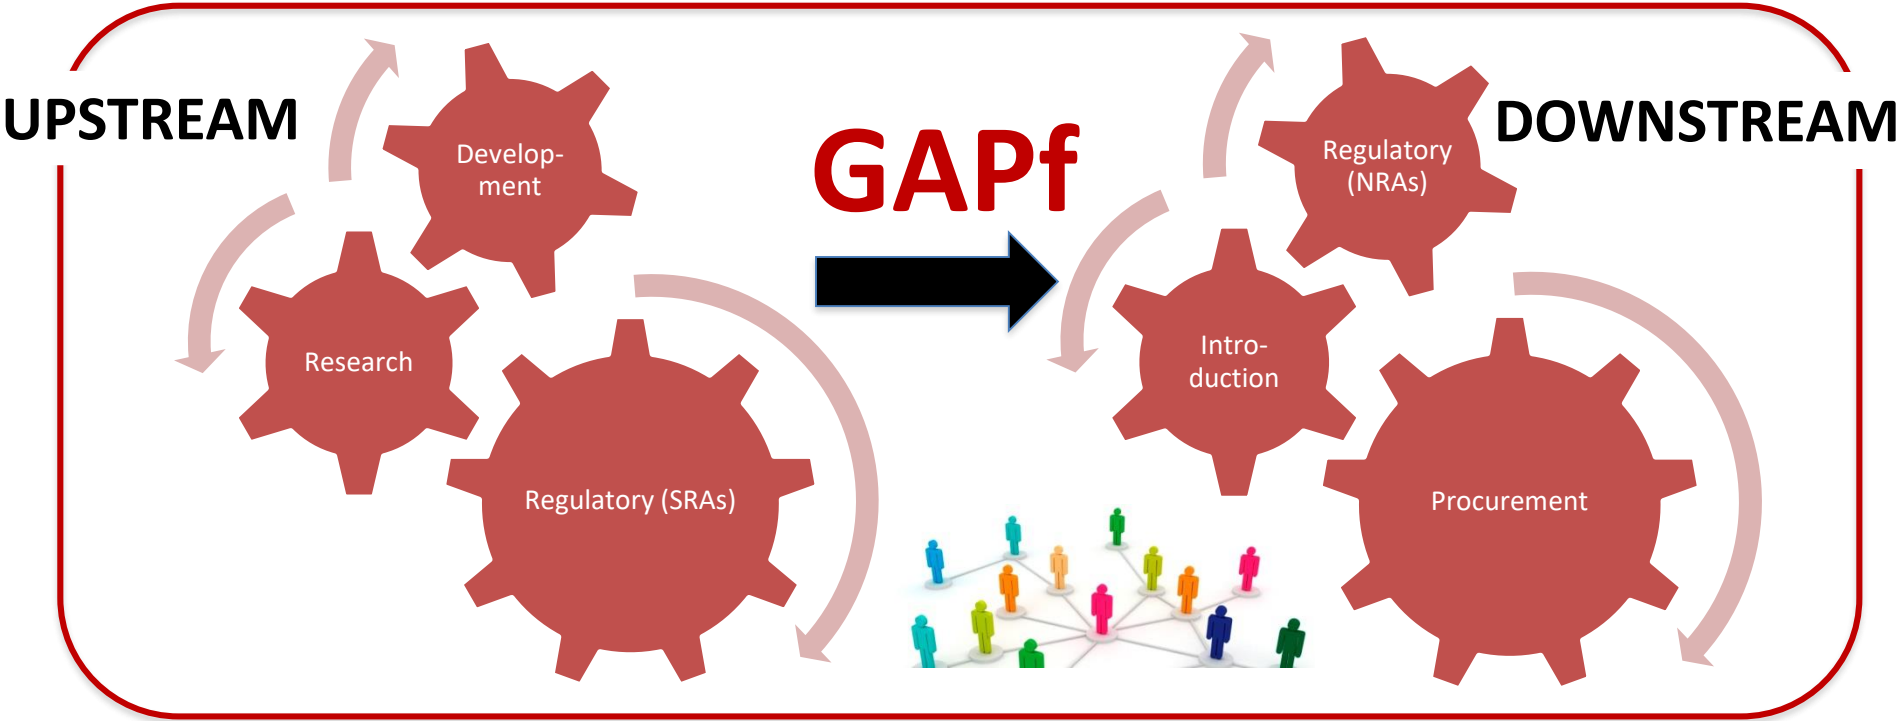 UPSTREAM
Develop-
ment
Research
Regulatory (SRAs)
GAPf
DOWNSTREAM
Regulatory
(NRAs)
Intro-
duction
Procurement